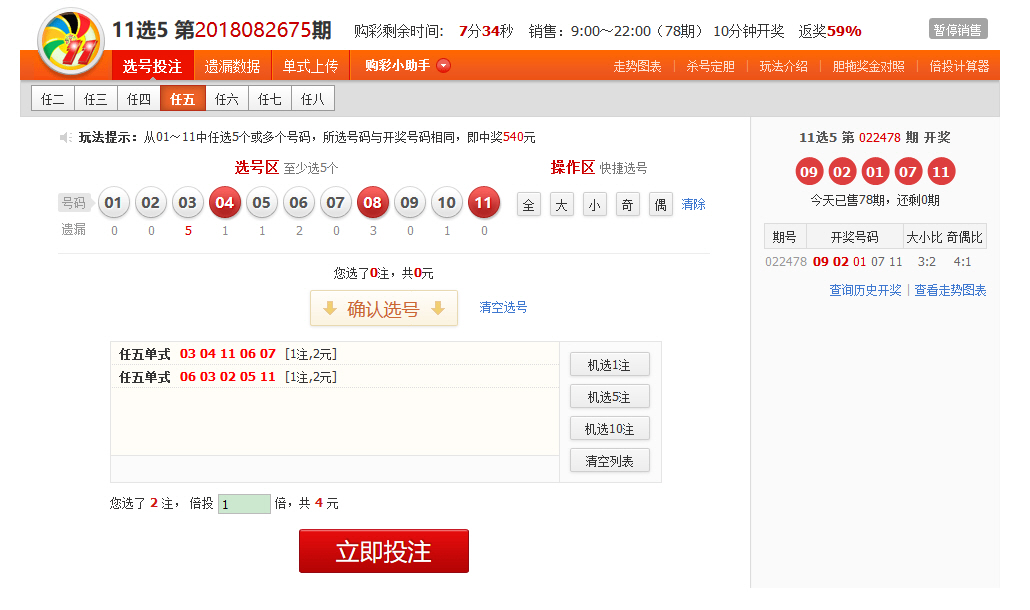 11选5 第2018082675期 购彩剩余时间： 7分34秒 销售：9:00～22:00（78期） 10分钟开奖 返奖59% 暂停销售
11
选号投注 遗漏数据 单式上传 购彩小助手 走势图表 杀号定胆 玩法介绍 胆拖奖金对照 倍投计算器
任二 任三 任四 任五 任六 任七 任八
玩法提示：从01～11中任选5个或多个号码，所选号码与开奖号码相同，即中奖540元
选号区 至少选5个 操作区 快捷选号
号码 01 02 03 04 05 06 07 08 09 10 11 全 大 小 奇 偶 清除
遗漏 0 0 5 1 1 2 0 3 0 1 0
您选了0注，共0元
确认选号 清空选号
任五单式 03 04 11 06 07 [1注,2元]
任五单式 06 03 02 05 11 [1注,2元]
机选1注
机选5注
机选10注
清空列表
您选了 2 注， 倍投 1 倍，共 4 元
立即投注
11选5 第 022478 期 开奖
09 02 01 07 11
今天已售78期，还剩0期
期号 开奖号码 大小比 奇偶比
022478 09 02 01 07 11 3:2 4:1
查询历史开奖 | 查看走势图表